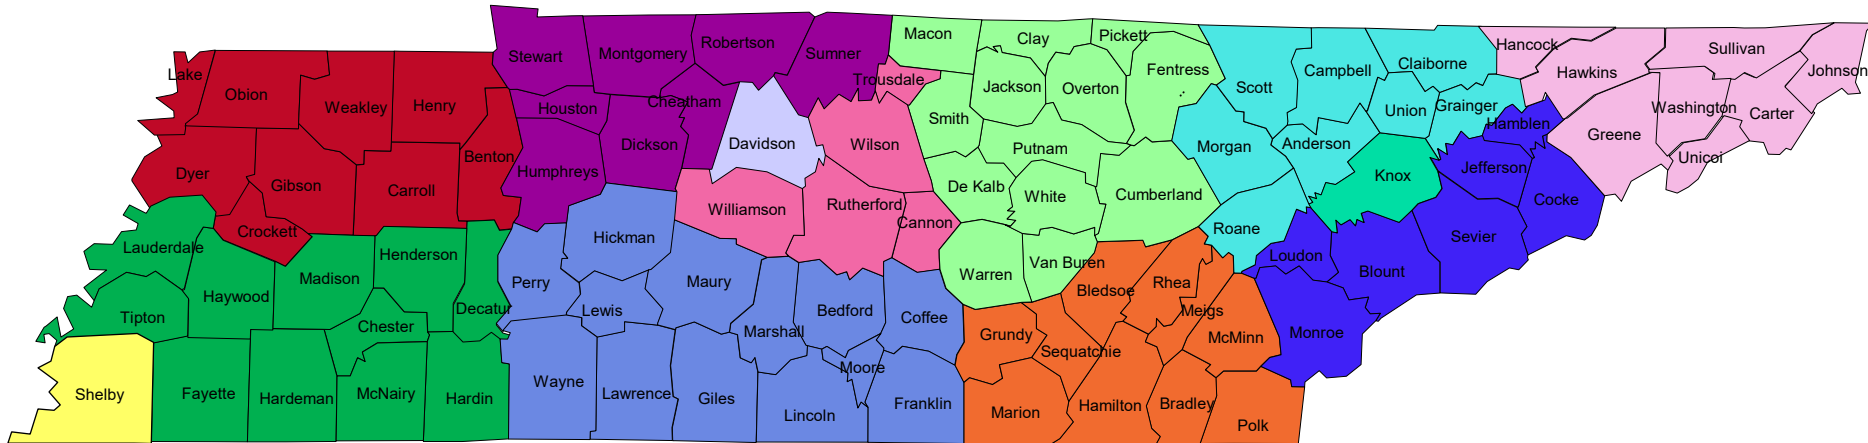 Lake
Obion
Weakley
Henry
Stewart
Montgomery
Robertson
Sumner
Macon
Clay
Pickett
Fentress
Scott
Campbell
Claiborne
Hancock
Hawkins
Sullivan
Johnson
Houston
Cheatham
Trousdale
Jackson
Overton
Union
Grainger
Hamblen
Washington
Carter
Greene
Unicoi
Dyer
Gibson
Carroll
Benton
Humphreys
Dickson
Davidson
Wilson
Smith
Putnam
Morgan
Anderson
Knox
Jefferson
Cocke
Crockett
Lauderdale
Williamson
Rutherford
Cannon
De Kalb
White
Cumberland
Roane
Sevier
Tipton
Haywood
Madison
Henderson
Decatur
Perry
Hickman
Maury
Lewis
Marshall
Bedford
Coffee
Warren
Van Buren
Bledsoe
Rhea
Meigs
Loudon
Blount
Monroe
McMinn
Chester
Grundy
Sequatchie
Shelby
Fayette
Hardeman
McNairy
Hardin
Wayne
Lawrence
Giles
Lincoln
Moore
Franklin
Marion
Hamilton
Bradley
Polk